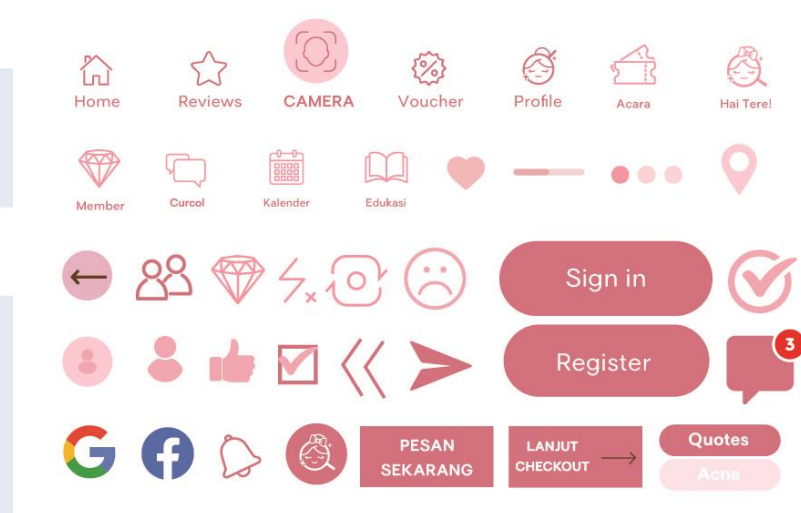 Home
Reviews
CAMERA
Voucher
Profile
Acara
Hai Tere!
Member
Curcol
Kalender
Edukasi
Sign in
Register
3
PESAN
SEKARANG
LANJUT
CHECKOUT
Quotes
Acne